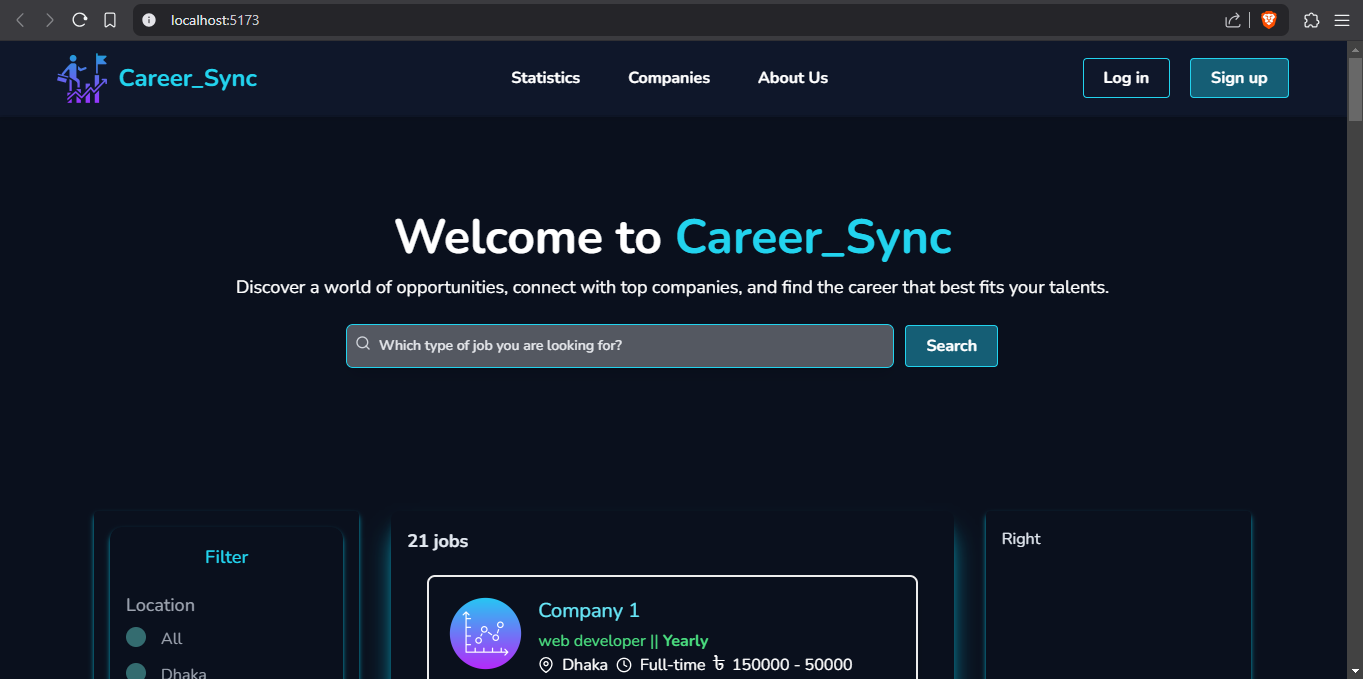 localhost:5173
Career_Sync
Statistics Companies About Us
Log in Sign up
Welcome to Career_Sync
Discover a world of opportunities, connect with top companies, and find the career that best fits your talents.
Which type of job you are looking for? Search
Filter
Location
All
Dhaka
21 jobs
Company 1
web developer || Yearly
Dhaka Full-time ৳ 150000 - 50000
Right